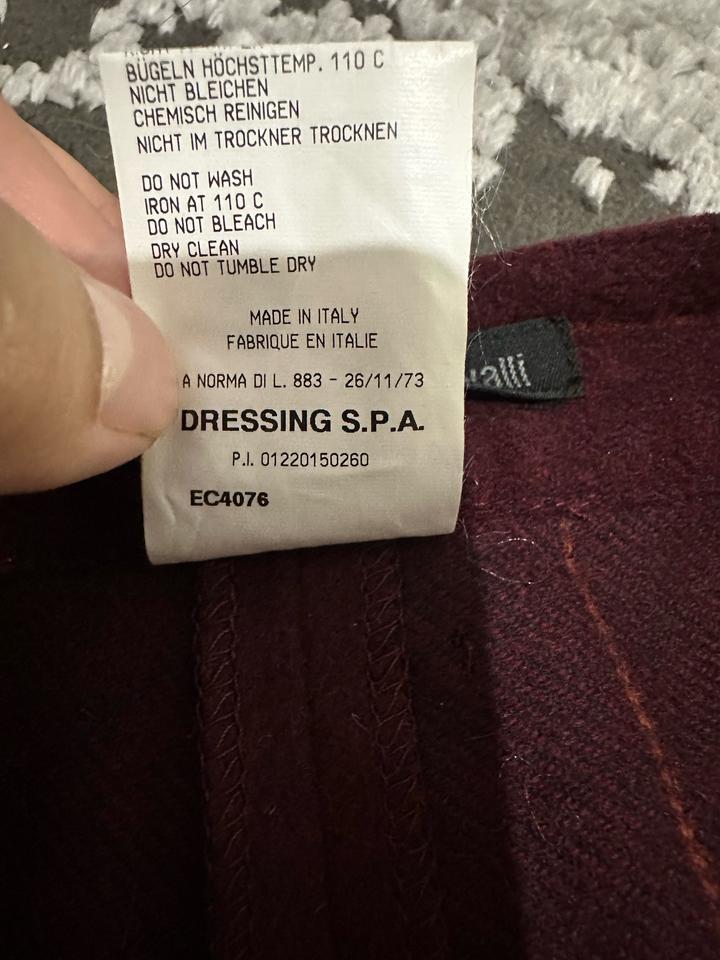 BÜGELN HÖCHSTTEMP. 110 C
NICHT BLEICHEN
CHEMISCH REINIGEN
NICHT IM TROCKNER TROCKNEN
DO NOT WASH
IRON AT 110 C
DO NOT BLEACH
DRY CLEAN
DO NOT TUMBLE DRY
MADE IN ITALY
FABRIQUE EN ITALIE
A NORMA DI L. 883 - 26/11/73
DRESSING S.P.A.
P.I. 01220150260
EC4076
valli